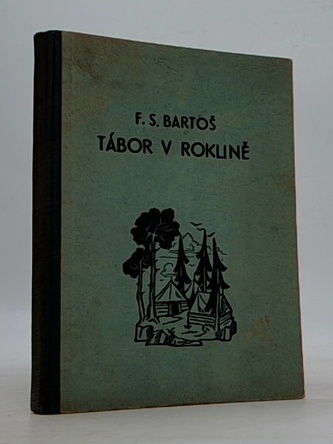 F. S. BARTOŠ
TÁBOR V ROKLINĚ